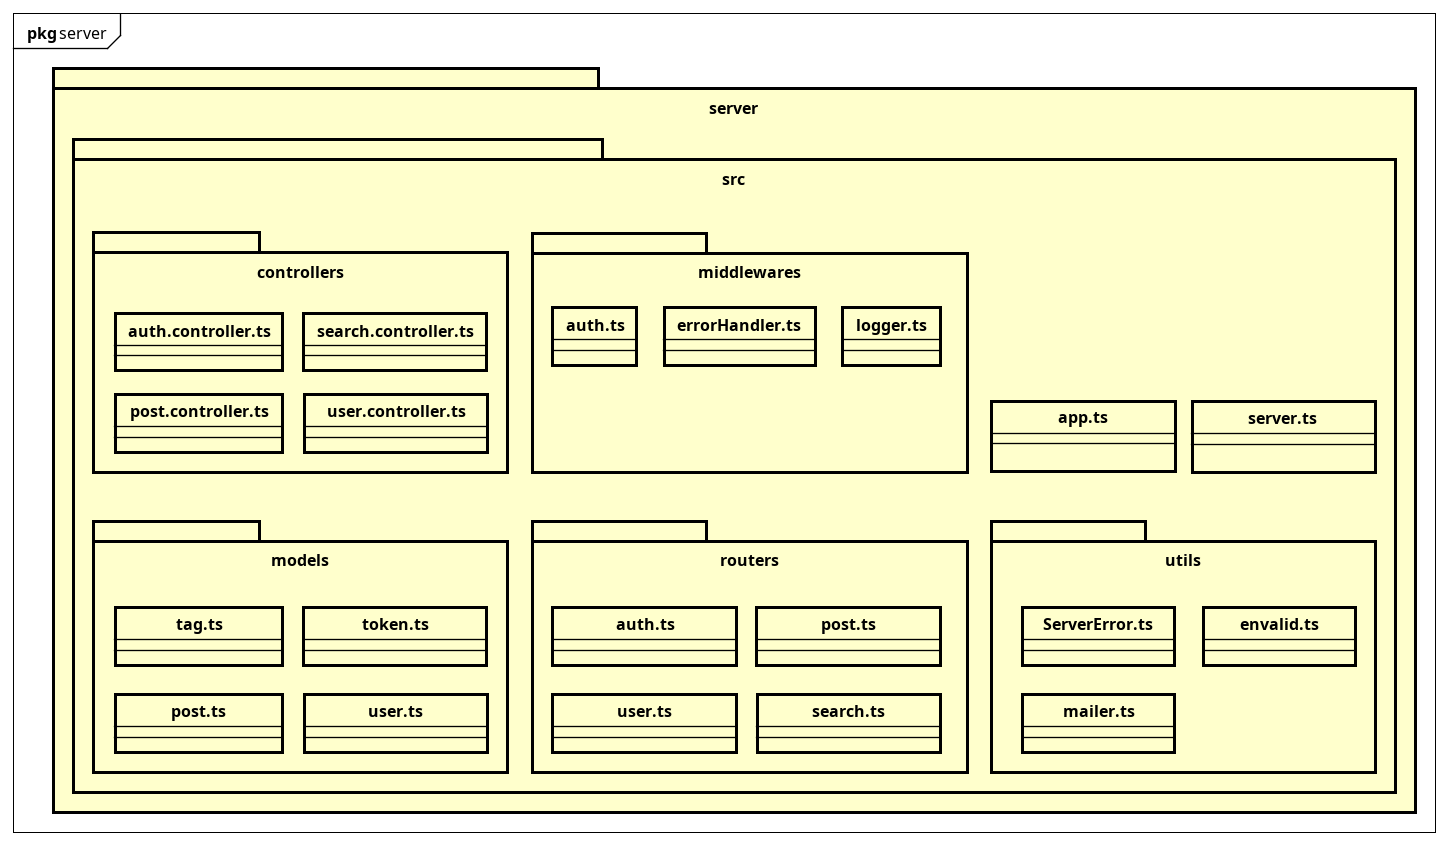 pkg server
server
src
controllers
auth.controller.ts
search.controller.ts
post.controller.ts
user.controller.ts
middlewares
auth.ts
errorHandler.ts
logger.ts
app.ts
server.ts
models
tag.ts
token.ts
post.ts
user.ts
routers
auth.ts
post.ts
user.ts
search.ts
utils
ServerError.ts
envalid.ts
mailer.ts